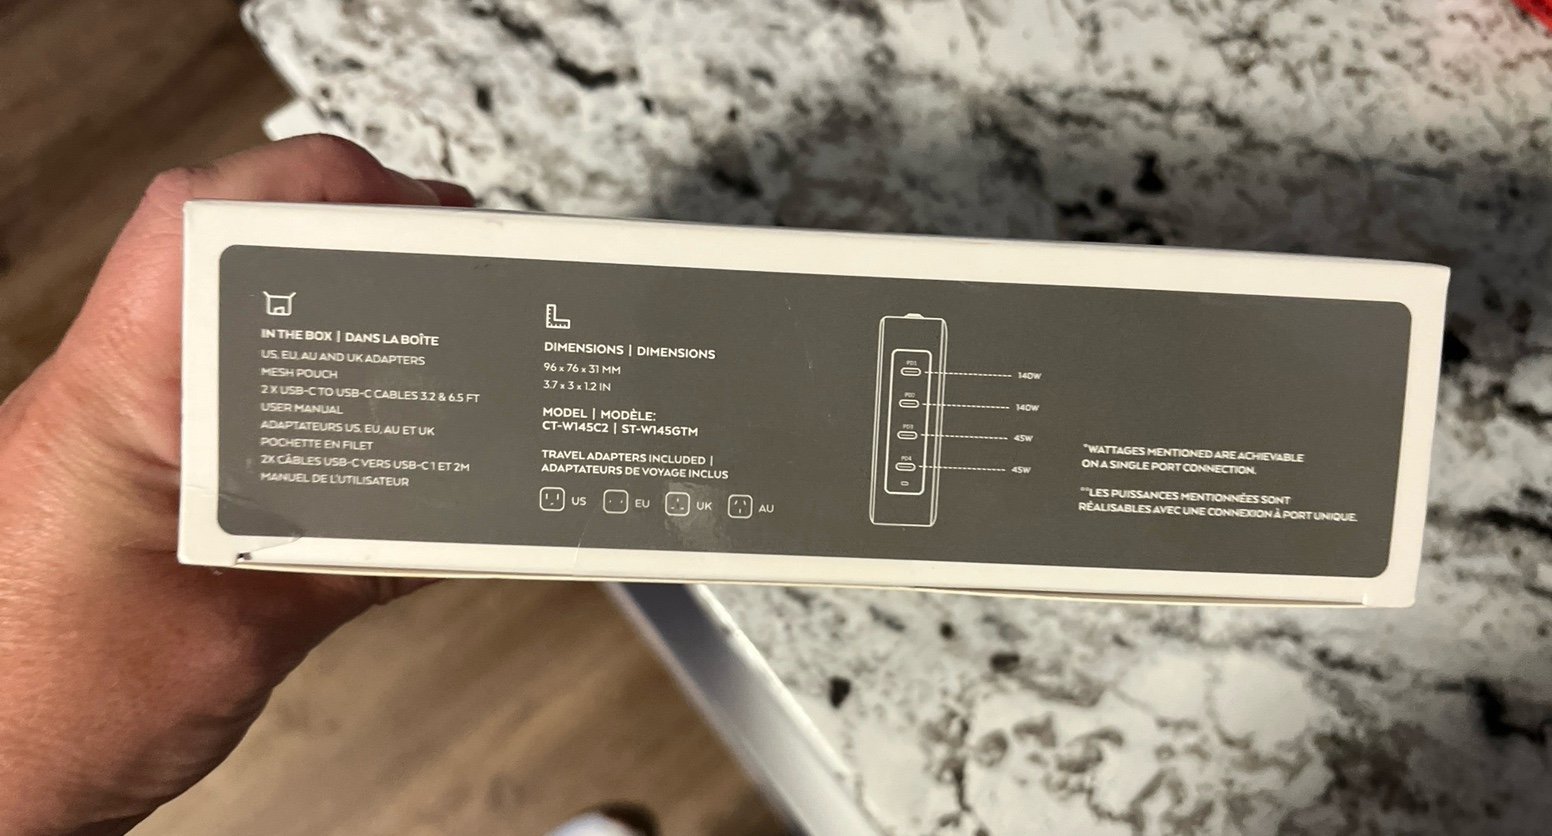 IN THE BOX | DANS LA BOÎTE
US, EU, AU AND UK ADAPTERS
MESH POUCH
2 X USB-C TO USB-C CABLES 3.2 & 6.5 FT
USER MANUAL
ADAPTATEURS US, EU, AU ET UK
POCHETTE EN FILET
2X CÂBLES USB-C VERS USB-C 1 ET 2M
MANUEL DE L'UTILISATEUR
DIMENSIONS | DIMENSIONS
96 x 76 x 31 MM
3.7 x 3 x 1.2 IN
MODEL | MODÈLE:
CT-W145C2 | ST-W145GTM
TRAVEL ADAPTERS INCLUDED |
ADAPTATEURS DE VOYAGE INCLUS
US EU UK AU
PD1 140W
PD2 140W
PD3 45W
PD4 45W
*WATTAGES MENTIONED ARE ACHIEVABLE
ON A SINGLE PORT CONNECTION.
**LES PUISSANCES MENTIONNÉES SONT
RÉALISABLES AVEC UNE CONNEXION À PORT UNIQUE.